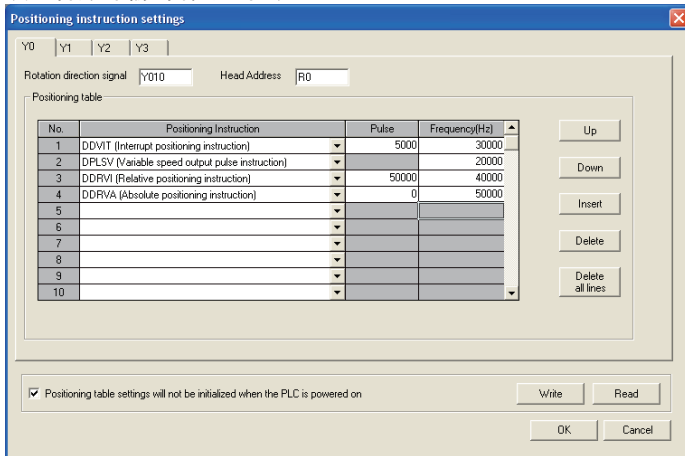 Positioning instruction settings
Y0 Y1 Y2 Y3
Rotation direction signal Y010 Head Address R0
Positioning table
No. Positioning Instruction Pulse Frequency(Hz)
1 DDVIT (Interrupt positioning instruction) 5000 30000
2 DPLSV (Variable speed output pulse instruction) 20000
3 DDRVI (Relative positioning instruction) 50000 40000
4 DDRVA (Absolute positioning instruction) 0 50000
5
6
7
8
9
10
Up
Down
Insert
Delete
Delete
all lines
Positioning table settings will not be initialized when the PLC is powered on
Write Read
OK Cancel